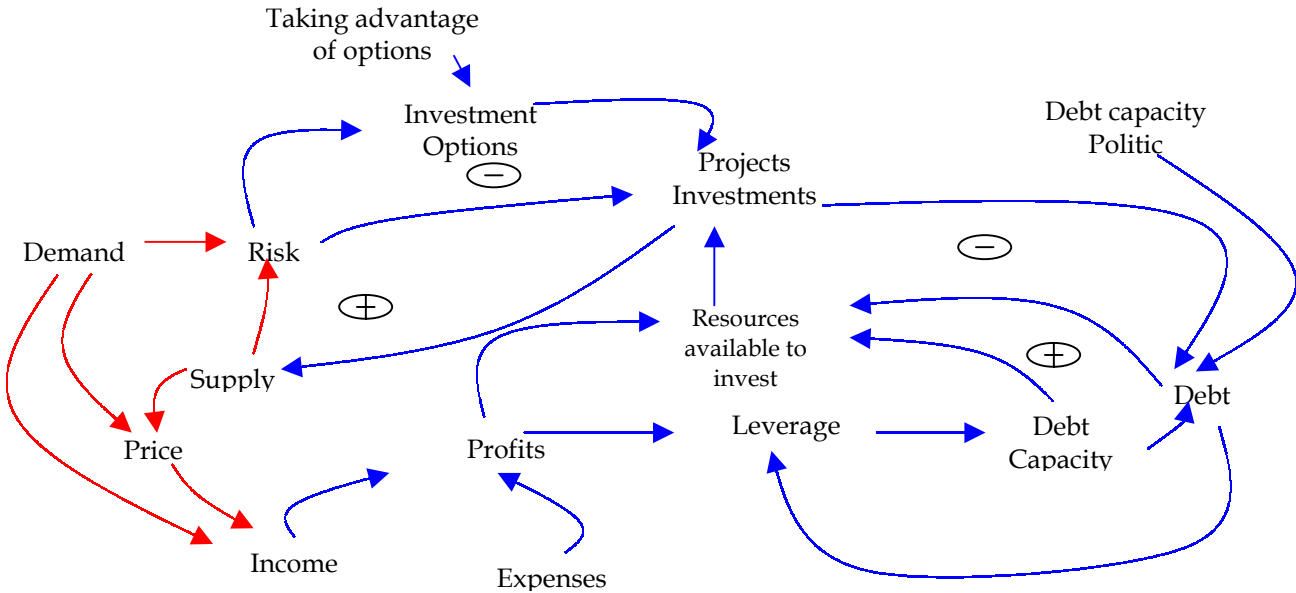 Taking advantage
of options
Investment
Options
−
Debt capacity
Politic
Projects
Investments
−
Demand
Risk
+
Resources
available to
invest
+
Supply
Debt
Price
Profits
Leverage
Debt
Capacity
Income
Expenses